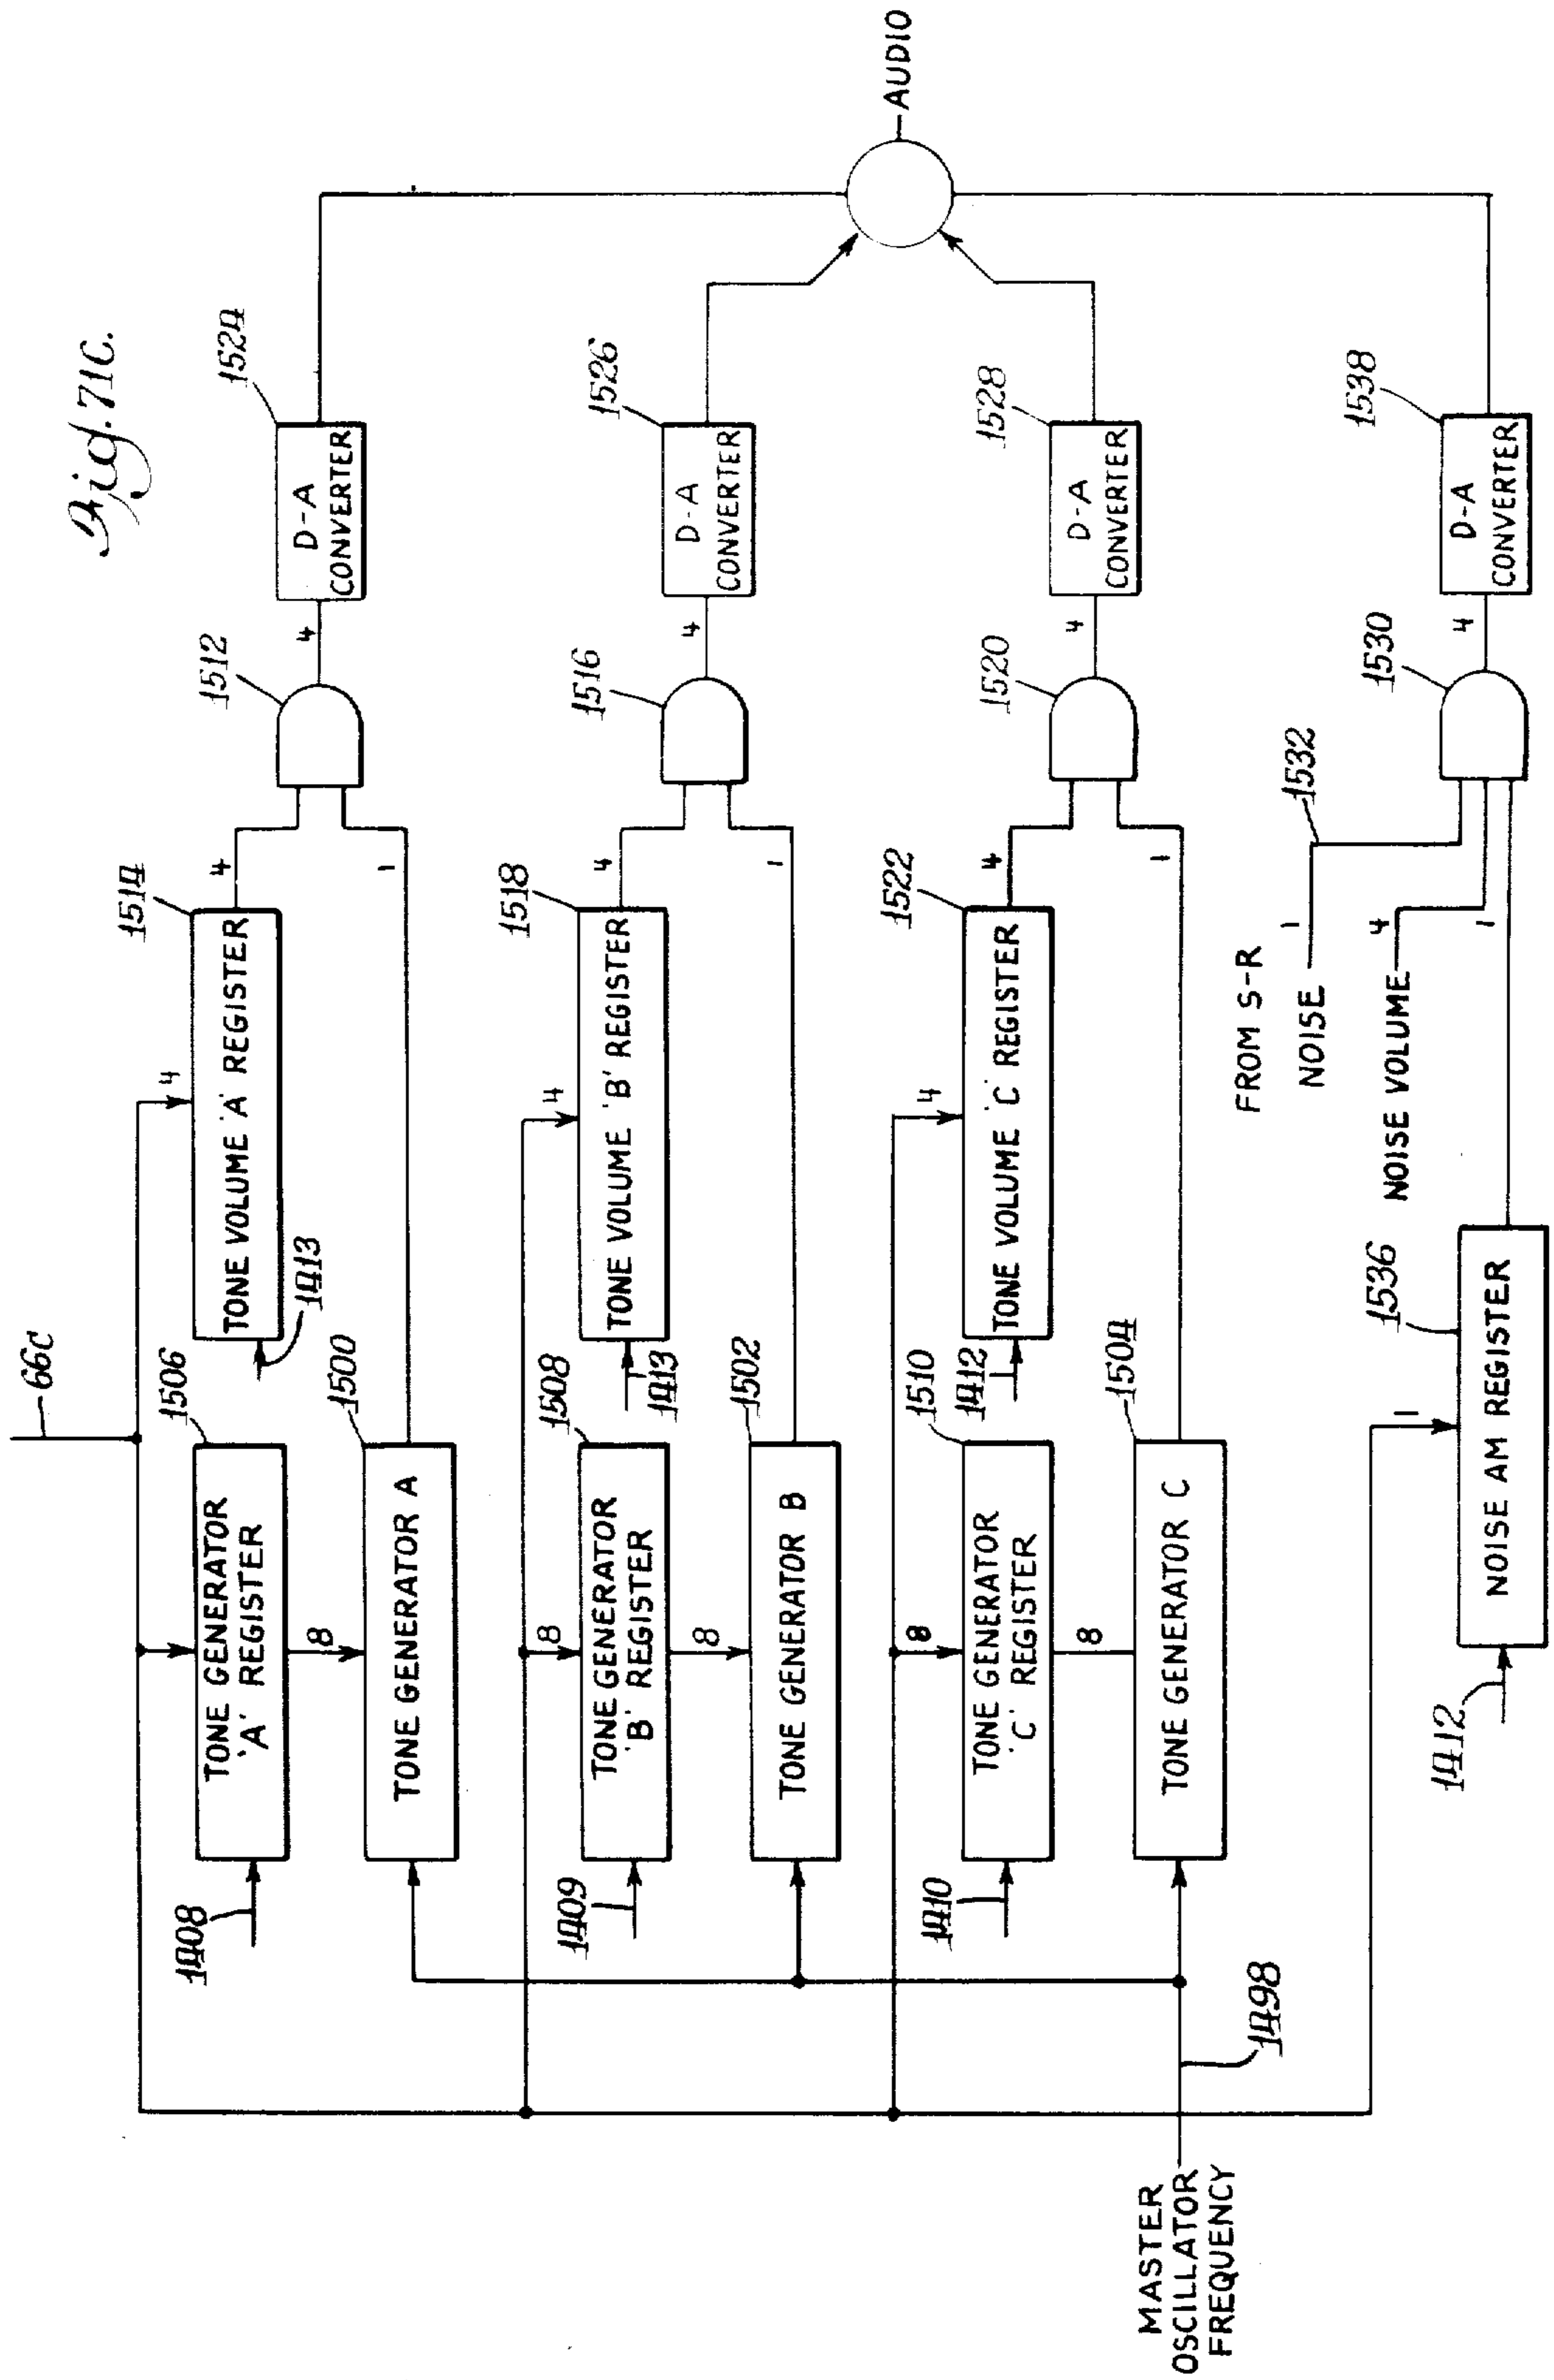 Fig. 71C.
66C
1506
TONE GENERATOR
'A' REGISTER
1408
8
1500
TONE GENERATOR A
1514
TONE VOLUME 'A' REGISTER
4
1413
4
1
1512
4
1524
D-A
CONVERTER
1508
8
TONE GENERATOR
'B' REGISTER
1409
8
1502
TONE GENERATOR B
1518
TONE VOLUME 'B' REGISTER
4
1413
4
1
1516
4
1526
D-A
CONVERTER
AUDIO
1510
8
TONE GENERATOR
'C' REGISTER
1410
8
1504
TONE GENERATOR C
1522
TONE VOLUME 'C' REGISTER
4
1412
4
1
1520
4
1528
D-A
CONVERTER
MASTER
OSCILLATOR
FREQUENCY
1498
FROM S-R
NOISE
1
1532
NOISE VOLUME
4
1
1536
1
NOISE AM REGISTER
1412
1530
4
1538
D-A
CONVERTER